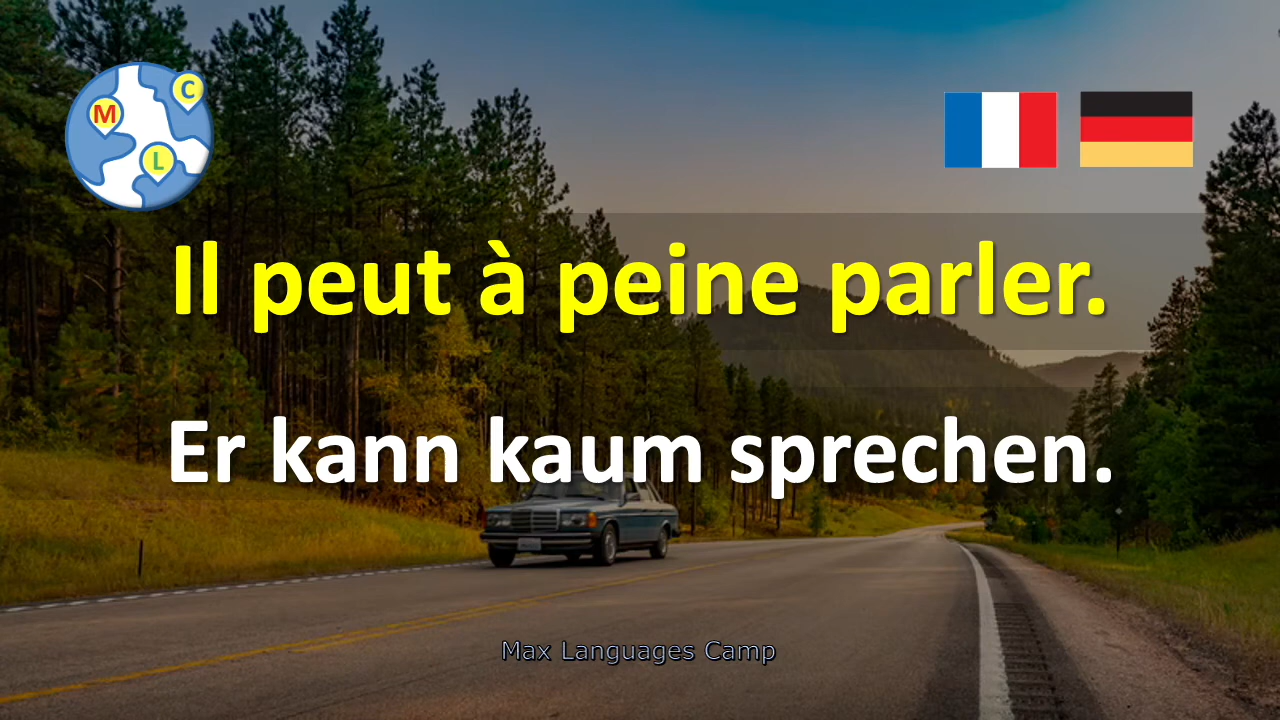 M
C
L
Il peut à peine parler.
Er kann kaum sprechen.
Max Languages Camp